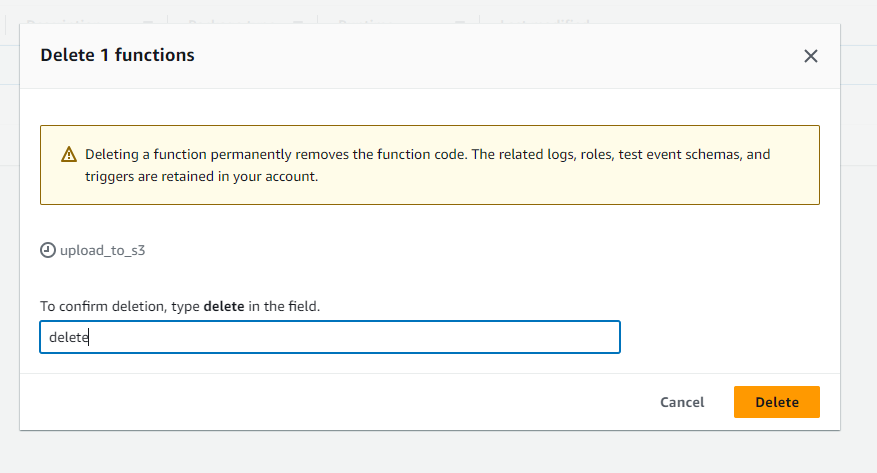 Delete 1 functions
Deleting a function permanently removes the function code. The related logs, roles, test event schemas, and
triggers are retained in your account.
upload_to_s3
To confirm deletion, type delete in the field.
delete
Cancel
Delete